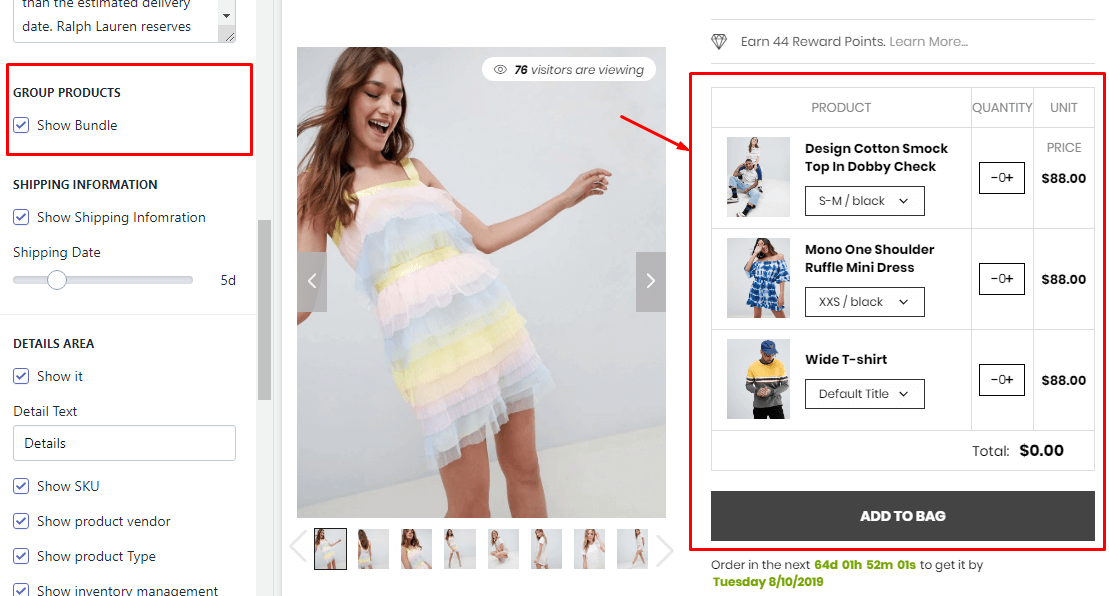 than the estimated delivery
date. Ralph Lauren reserves
GROUP PRODUCTS
Show Bundle
SHIPPING INFORMATION
Show Shipping Infomration
Shipping Date
5d
DETAILS AREA
Show it
Detail Text
Details
Show SKU
Show product vendor
Show product Type
Show inventory management
76 visitors are viewing
Earn 44 Reward Points. Learn More...
PRODUCT QUANTITY UNIT
PRICE
Design Cotton Smock
Top In Dobby Check
S-M / black
−0+
$88.00
Mono One Shoulder
Ruffle Mini Dress
XXS / black
−0+
$88.00
Wide T-shirt
Default Title
−0+
$88.00
Total: $0.00
ADD TO BAG
Order in the next 64d 01h 52m 01s to get it by
Tuesday 8/10/2019